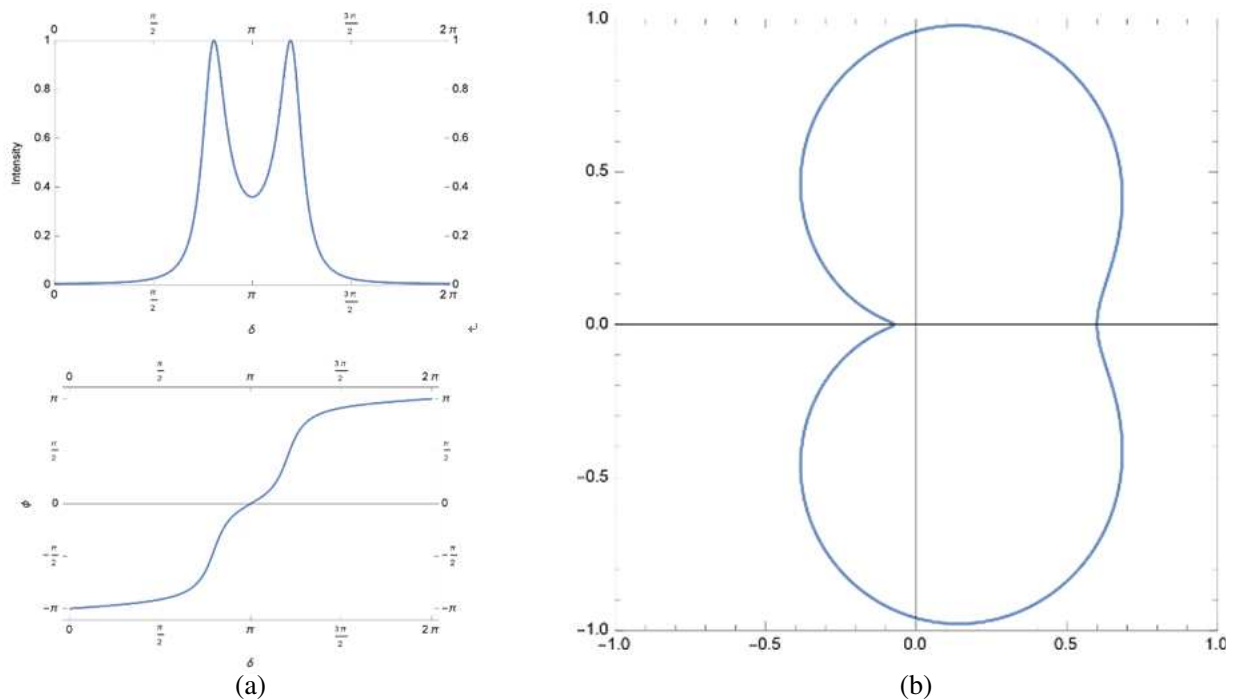 0 π/2 π 3π/2 2π
1 1
0.8 0.8
Intensity
0.6 0.6
0.4 0.4
0.2 0.2
0 0
0 π/2 π 3π/2 2π
δ ↵
0 π/2 π 3π/2 2π
π π
π/2 π/2
0 0
ϕ
-π/2 -π/2
-π -π
0 π/2 π 3π/2 2π
δ
(a)
1.0
0.5
0.0
-0.5
-1.0
-1.0 -0.5 0.0 0.5 1.0
(b)